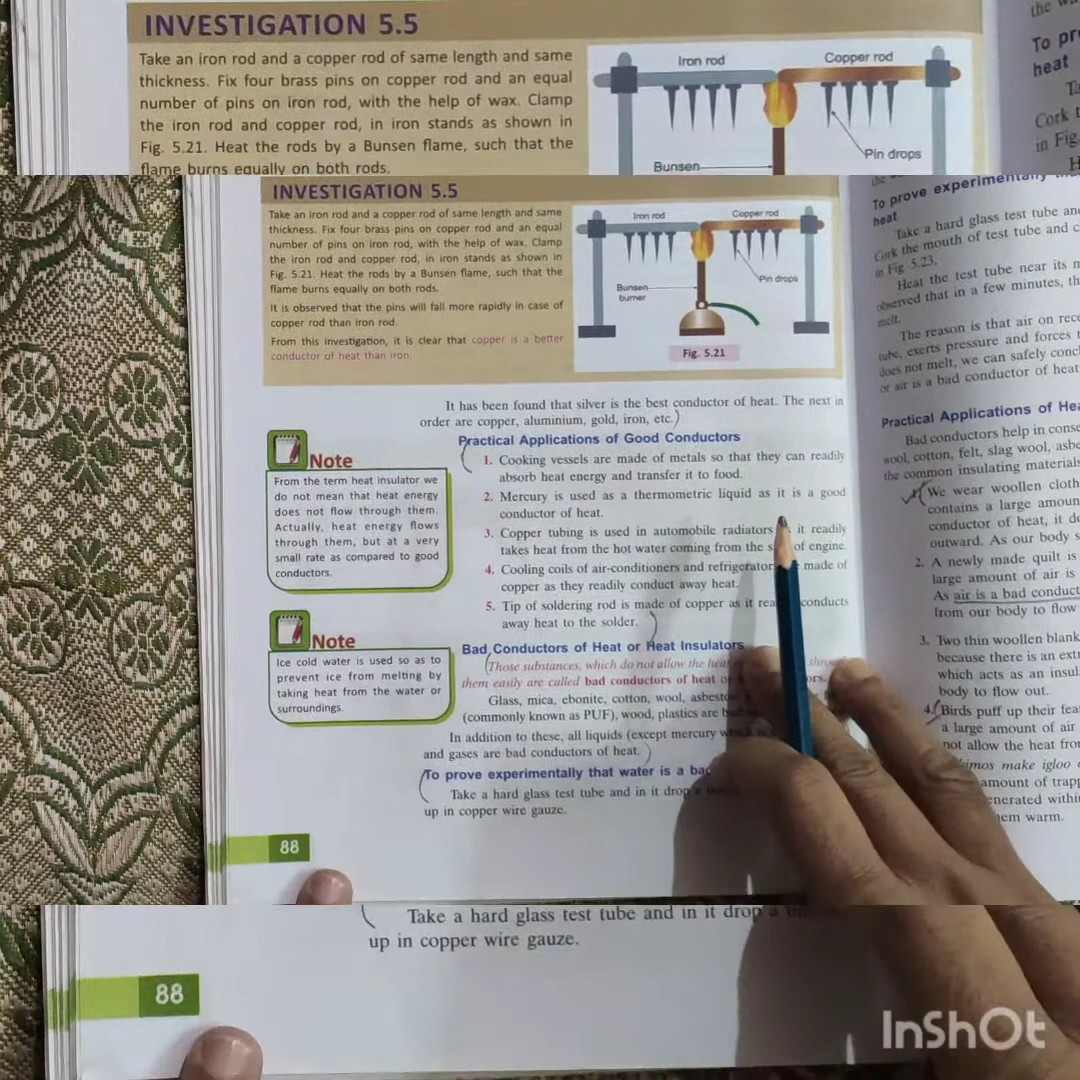 INVESTIGATION 5.5
Take an iron rod and a copper rod of same length and same
thickness. Fix four brass pins on copper rod and an equal
number of pins on iron rod, with the help of wax. Clamp
the iron rod and copper rod, in iron stands as shown in
Fig. 5.21. Heat the rods by a Bunsen flame, such that the
flame burns equally on both rods.
Iron rod
Copper rod
Pin drops
Bunsen
the
To
heat
Cork
in Fig.
INVESTIGATION 5.5
Take an iron rod and a copper rod of same length and same
thickness. Fix four brass pins on copper rod and an equal
number of pins on iron rod, with the help of wax. Clamp
the iron rod and copper rod, in iron stands as shown in
Fig. 5.21. Heat the rods by a Bunsen flame, such that the
flame burns equally on both rods.
It is observed that the pins will fall more rapidly in case of
copper rod than iron rod.
From this investigation, it is clear that copper is a better
conductor of heat than iron.
Iron rod
Copper rod
Pin drops
Bunsen
burner
Fig. 5.21
It has been found that silver is the best conductor of heat. The next in
order are copper, aluminium, gold, iron, etc.)
Practical Applications of Good Conductors
1. Cooking vessels are made of metals so that they can readily
absorb heat energy and transfer it to food.
2. Mercury is used as a thermometric liquid as it is a good
conductor of heat.
3. Copper tubing is used in automobile radiators it readily
takes heat from the hot water coming from the of engine.
4. Cooling coils of air-conditioners and refrigerator made of
copper as they readily conduct away heat.
5. Tip of soldering rod is made of copper as it conducts
away heat to the solder.
Note
From the term heat insulator we
do not mean that heat energy
does not flow through them.
Actually, heat energy flows
through them, but at a very
small rate as compared to good
conductors.
Note
Ice cold water is used so as to
prevent ice from melting by
taking heat from the water or
surroundings.
Bad Conductors of Heat or Heat Insulators
(Those substances, which do not allow the heat
them easily are called bad conductors of heat
Glass, mica, ebonite, cotton, wool,
(commonly known as PUF), wood, plastics are
In addition to these, all liquids (except mercury
and gases are bad conductors of heat.)
(To prove experimentally that water is a
Take a hard glass test tube and in it drop a
up in copper wire gauze.
88
To prove experimentally
heat
Take a hard glass test tube and
Cork the mouth of test tube and
in Fig. 5.23.
Heat the test tube near its
observed that in a few minutes,
melt.
The reason is that air on
tube, exerts pressure and forces
does not melt, we can safely
or air is a bad conductor of heat
Practical Applications of
Bad conductors help in
wool, cotton, felt, slag wool,
the common insulating materials
We wear woollen
contains a large
conductor of heat, it
outward. As our body
2. A newly made quilt is
large amount of air is
As air is a bad
from our body to flow
3. Two thin woollen
because there is an
which acts as an
body to flow out.
4. Birds puff up their
a large amount of air
not allow the heat
make igloo
amount of
warm.
Take a hard glass test tube and in it drop a
up in copper wire gauze.
88
InShOt